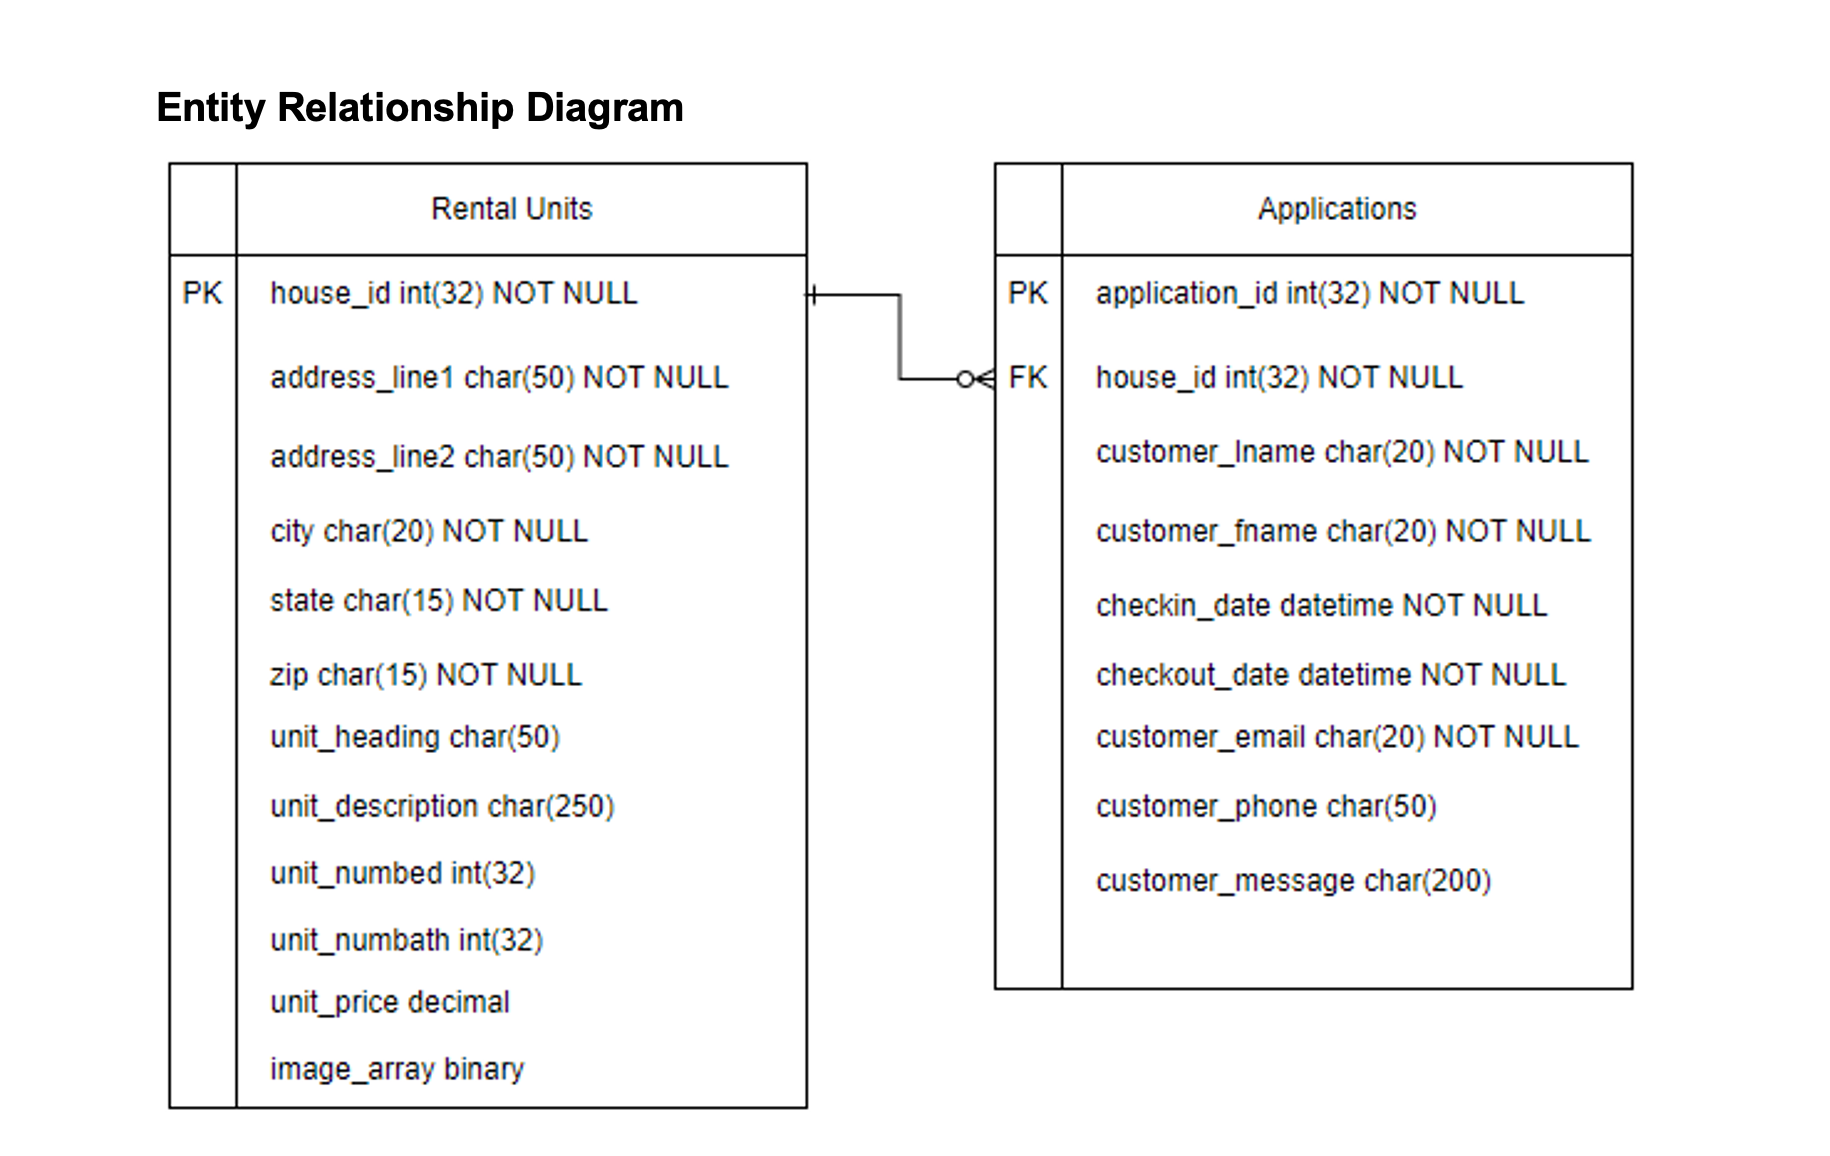 Entity Relationship Diagram
Rental Units
PK house_id int(32) NOT NULL
address_line1 char(50) NOT NULL
address_line2 char(50) NOT NULL
city char(20) NOT NULL
state char(15) NOT NULL
zip char(15) NOT NULL
unit_heading char(50)
unit_description char(250)
unit_numbed int(32)
unit_numbath int(32)
unit_price decimal
image_array binary
Applications
PK application_id int(32) NOT NULL
FK house_id int(32) NOT NULL
customer_lname char(20) NOT NULL
customer_fname char(20) NOT NULL
checkin_date datetime NOT NULL
checkout_date datetime NOT NULL
customer_email char(20) NOT NULL
customer_phone char(50)
customer_message char(200)